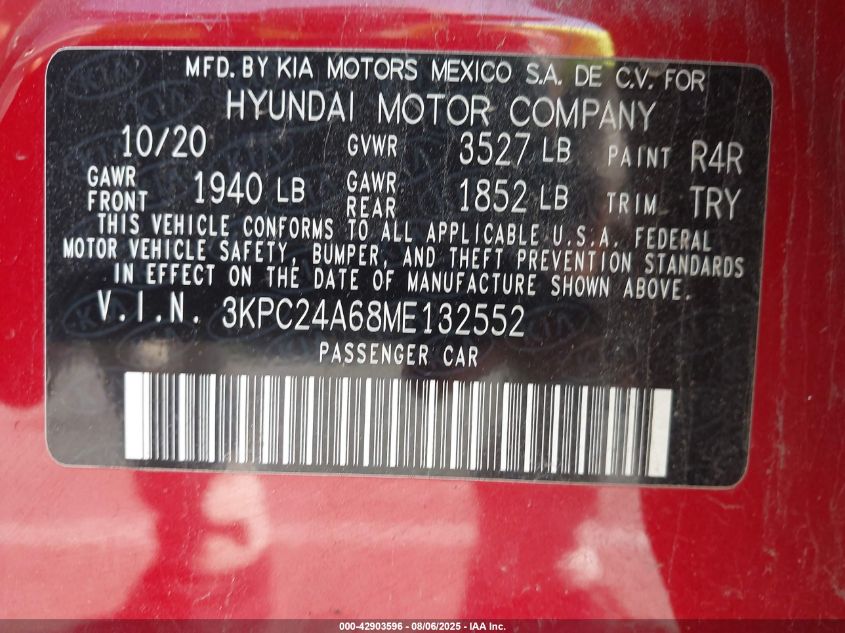 MFD. BY KIA MOTORS MEXICO S.A. DE C.V. FOR
HYUNDAI MOTOR COMPANY
10/20 GVWR 3527 LB PAINT R4R
GAWR FRONT 1940 LB GAWR REAR 1852 LB TRIM TRY
THIS VEHICLE CONFORMS TO ALL APPLICABLE U.S.A. FEDERAL
MOTOR VEHICLE SAFETY, BUMPER, AND THEFT PREVENTION STANDARDS
IN EFFECT ON THE DATE OF MANUFACTURE SHOWN ABOVE.
V.I.N. 3KPC24A68ME132552
PASSENGER CAR
000-42903596 - 08/06/2025 - IAA Inc.